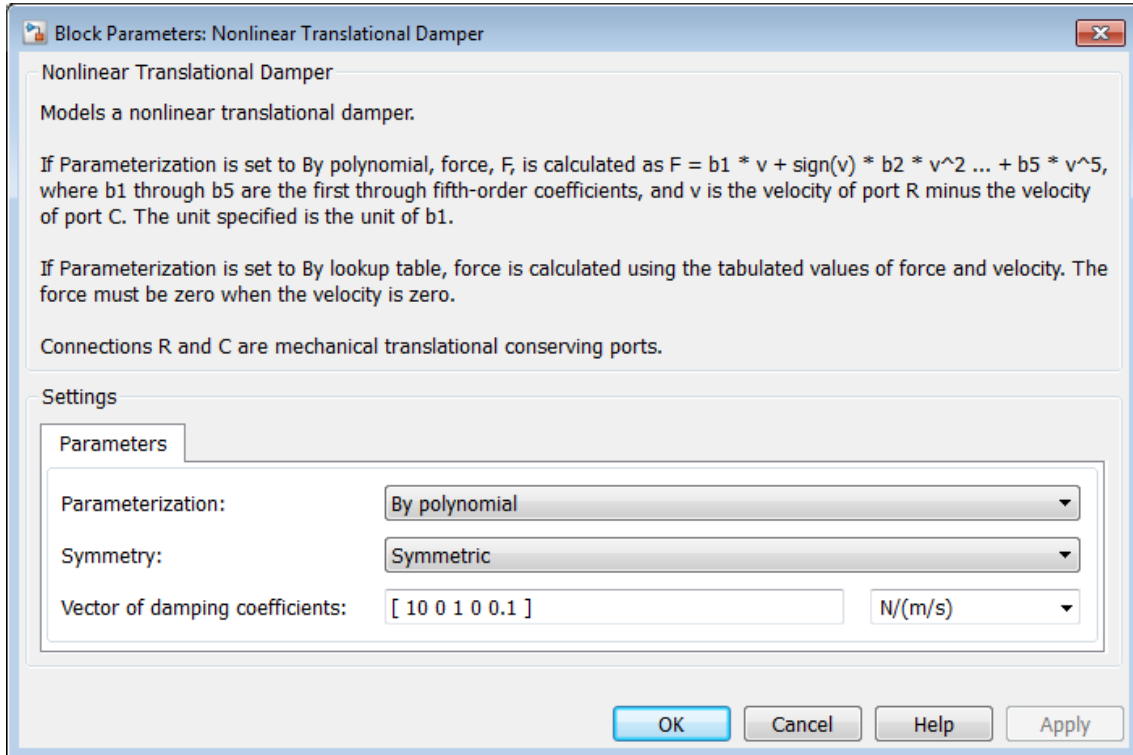 Block Parameters: Nonlinear Translational Damper
Nonlinear Translational Damper
Models a nonlinear translational damper.
If Parameterization is set to By polynomial, force, F, is calculated as F = b1 * v + sign(v) * b2 * v^2 ... + b5 * v^5,
where b1 through b5 are the first through fifth-order coefficients, and v is the velocity of port R minus the velocity
of port C. The unit specified is the unit of b1.
If Parameterization is set to By lookup table, force is calculated using the tabulated values of force and velocity. The
force must be zero when the velocity is zero.
Connections R and C are mechanical translational conserving ports.
Settings
Parameters
Parameterization: By polynomial
Symmetry: Symmetric
Vector of damping coefficients: [ 10 0 1 0 0.1 ] N/(m/s)
OK Cancel Help Apply